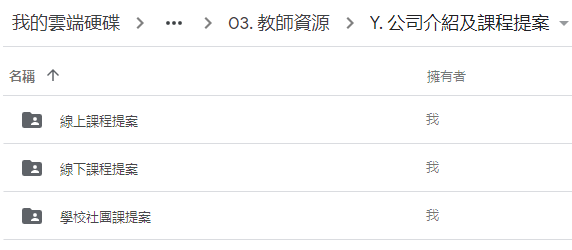 我的雲端硬碟 > ••• > 03. 教師資源 > Y. 公司介紹及課程提案
名稱 ↑ 擁有者
線上課程提案 我
線下課程提案 我
學校社團課提案 我